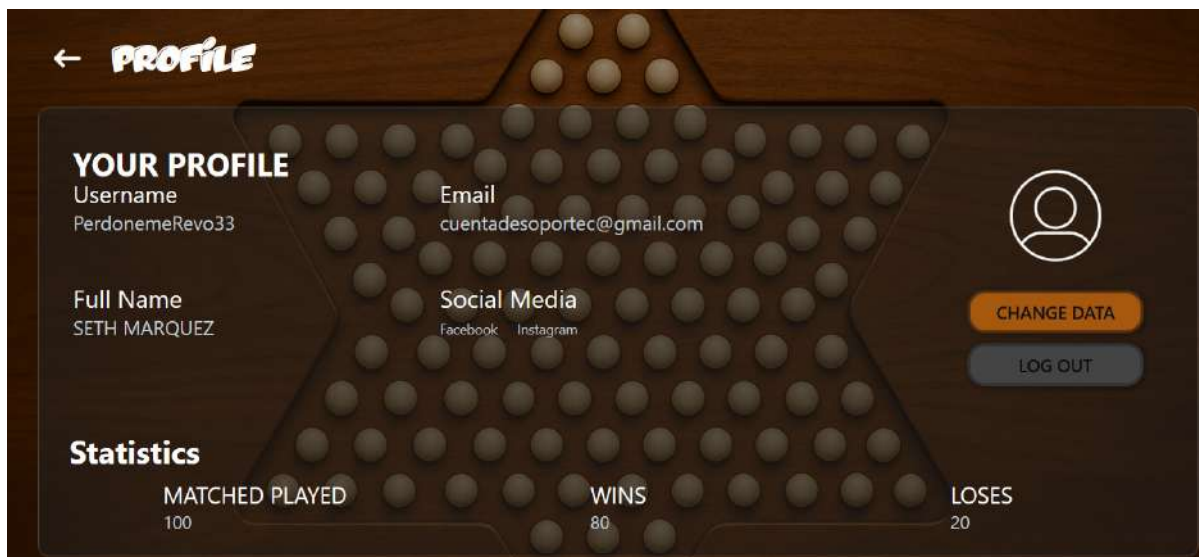 ← PROFILE
YOUR PROFILE
Username
PerdonemeRevo33
Email
cuentadesoportec@gmail.com
Full Name
SETH MARQUEZ
Social Media
Facebook Instagram
CHANGE DATA
LOG OUT
Statistics
MATCHED PLAYED
100
WINS
80
LOSES
20